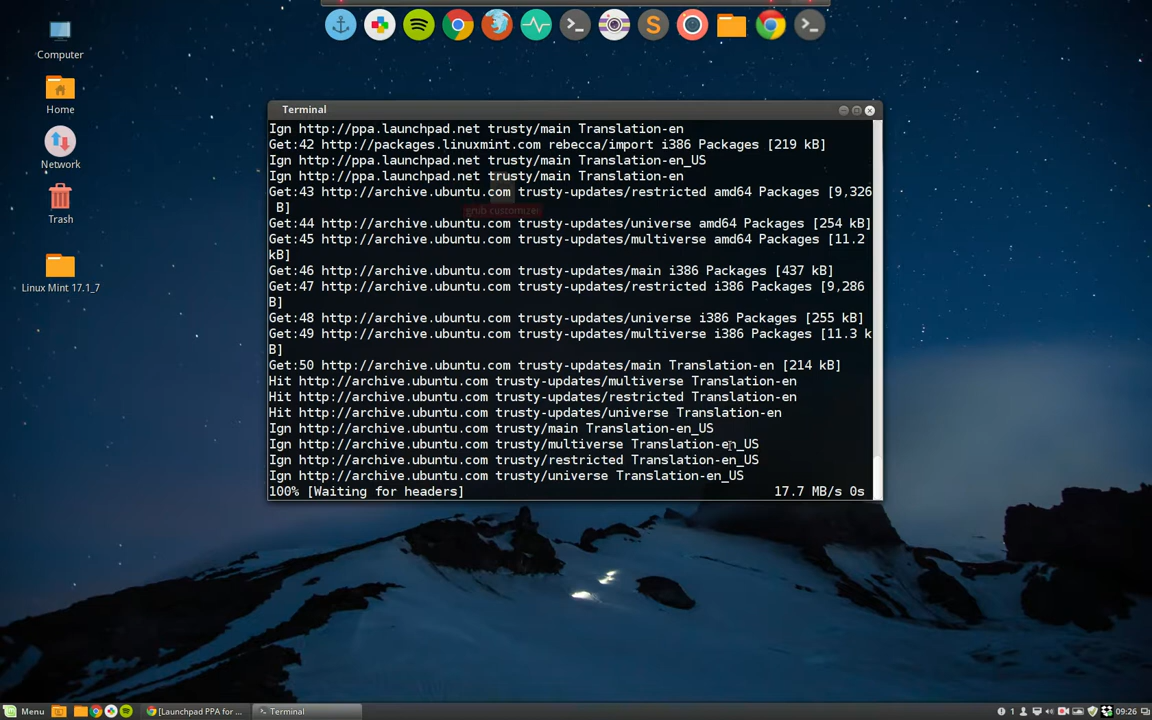 Computer
Home
Network
Trash
Linux Mint 17.1_7
Terminal
Ign http://ppa.launchpad.net trusty/main Translation-en
Get:42 http://packages.linuxmint.com rebecca/import i386 Packages [219 kB]
Ign http://ppa.launchpad.net trusty/main Translation-en_US
Ign http://ppa.launchpad.net trusty/main Translation-en
Get:43 http://archive.ubuntu.com trusty-updates/restricted amd64 Packages [9,326
B]
grub customizer
Get:44 http://archive.ubuntu.com trusty-updates/universe amd64 Packages [254 kB]
Get:45 http://archive.ubuntu.com trusty-updates/multiverse amd64 Packages [11.2
kB]
Get:46 http://archive.ubuntu.com trusty-updates/main i386 Packages [437 kB]
Get:47 http://archive.ubuntu.com trusty-updates/restricted i386 Packages [9,286
B]
Get:48 http://archive.ubuntu.com trusty-updates/universe i386 Packages [255 kB]
Get:49 http://archive.ubuntu.com trusty-updates/multiverse i386 Packages [11.3 k
B]
Get:50 http://archive.ubuntu.com trusty-updates/main Translation-en [214 kB]
Hit http://archive.ubuntu.com trusty-updates/multiverse Translation-en
Hit http://archive.ubuntu.com trusty-updates/restricted Translation-en
Hit http://archive.ubuntu.com trusty-updates/universe Translation-en
Ign http://archive.ubuntu.com trusty/main Translation-en_US
Ign http://archive.ubuntu.com trusty/multiverse Translation-en_US
Ign http://archive.ubuntu.com trusty/restricted Translation-en_US
Ign http://archive.ubuntu.com trusty/universe Translation-en_US
100% [Waiting for headers] 17.7 MB/s 0s
Menu
[Launchpad PPA for ...
Terminal
1
09:26